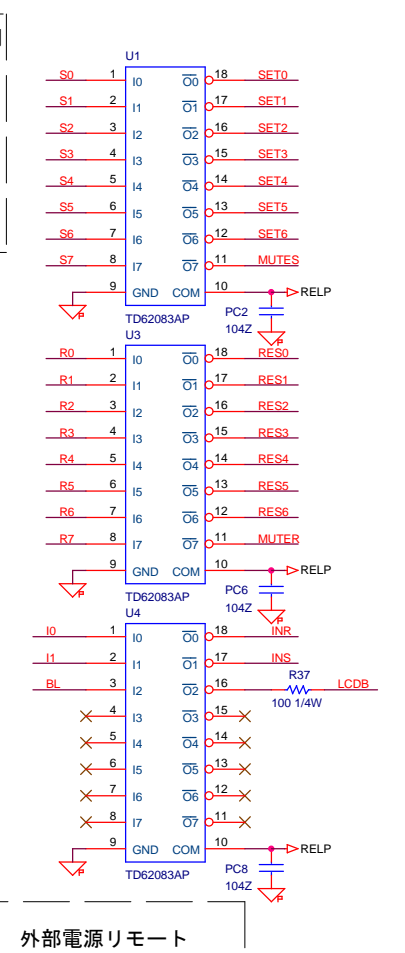 U1
S0 1 I0 O0 18 SET0
S1 2 I1 O1 17 SET1
S2 3 I2 O2 16 SET2
S3 4 I3 O3 15 SET3
S4 5 I4 O4 14 SET4
S5 6 I5 O5 13 SET5
S6 7 I6 O6 12 SET6
S7 8 I7 O7 11 MUTES
9 GND COM 10 RELP
P
PC2
TD62083AP 104Z
P
U3
R0 1 I0 O0 18 RES0
R1 2 I1 O1 17 RES1
R2 3 I2 O2 16 RES2
R3 4 I3 O3 15 RES3
R4 5 I4 O4 14 RES4
R5 6 I5 O5 13 RES5
R6 7 I6 O6 12 RES6
R7 8 I7 O7 11 MUTER
9 GND COM 10 RELP
P
PC6
TD62083AP 104Z
P
U4
I0 1 I0 O0 18 INR
I1 2 I1 O1 17 INS
BL 3 I2 O2 16 R37 LCDB
100 1/4W
4 I3 O3 15
5 I4 O4 14
6 I5 O5 13
7 I6 O6 12
8 I7 O7 11
9 GND COM 10 RELP
P
PC8
TD62083AP 104Z
P
外部電源リモート